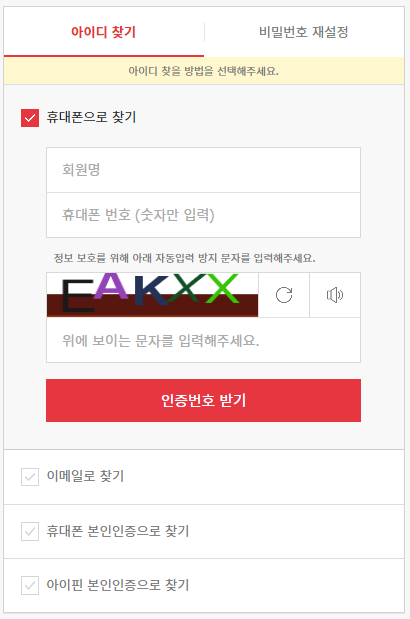 아이디 찾기
비밀번호 재설정
아이디 찾을 방법을 선택해주세요.
휴대폰으로 찾기
회원명
휴대폰 번호 (숫자만 입력)
정보 보호를 위해 아래 자동입력 방지 문자를 입력해주세요.
EAKXX
위에 보이는 문자를 입력해주세요.
인증번호 받기
이메일로 찾기
휴대폰 본인인증으로 찾기
아이핀 본인인증으로 찾기